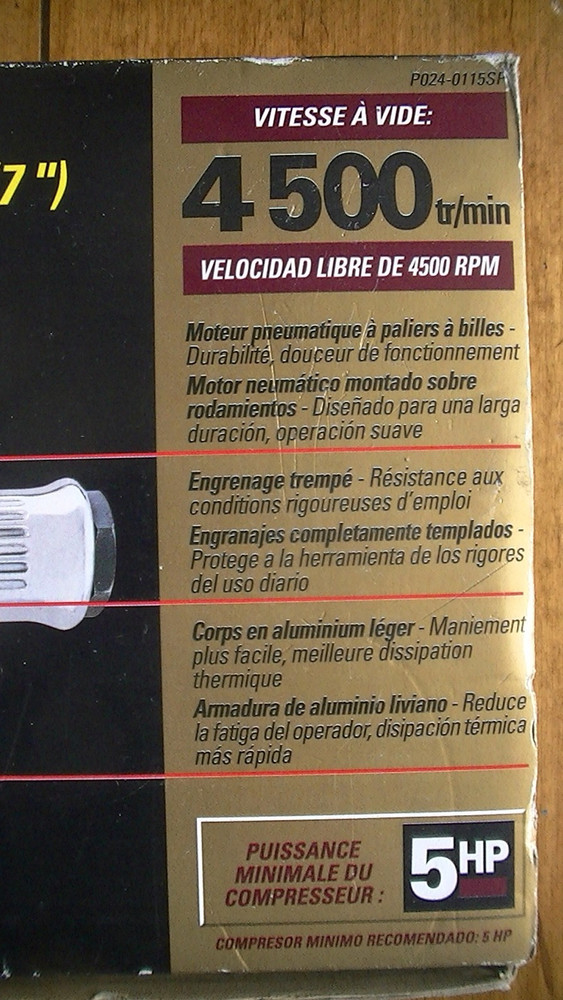 P024-0115SP
VITESSE À VIDE:
7 ")
4 500 tr/min
VELOCIDAD LIBRE DE 4500 RPM
Moteur pneumatique à paliers à billes -
Durabilité, douceur de fonctionnement
Motor neumático montado sobre
rodamientos - Diseñado para una larga
duración, operación suave
Engrenage trempé - Résistance aux
conditions rigoureuses d'emploi
Engranajes completamente templados -
Protege a la herramienta de los rigores
del uso diario
Corps en aluminium léger - Maniement
plus facile, meilleure dissipation
thermique
Armadura de aluminio liviano - Reduce
la fatiga del operador, disipación térmica
más rápida
PUISSANCE
MINIMALE DU
COMPRESSEUR :
5 HP
COMPRESOR MINIMO RECOMENDADO: 5 HP